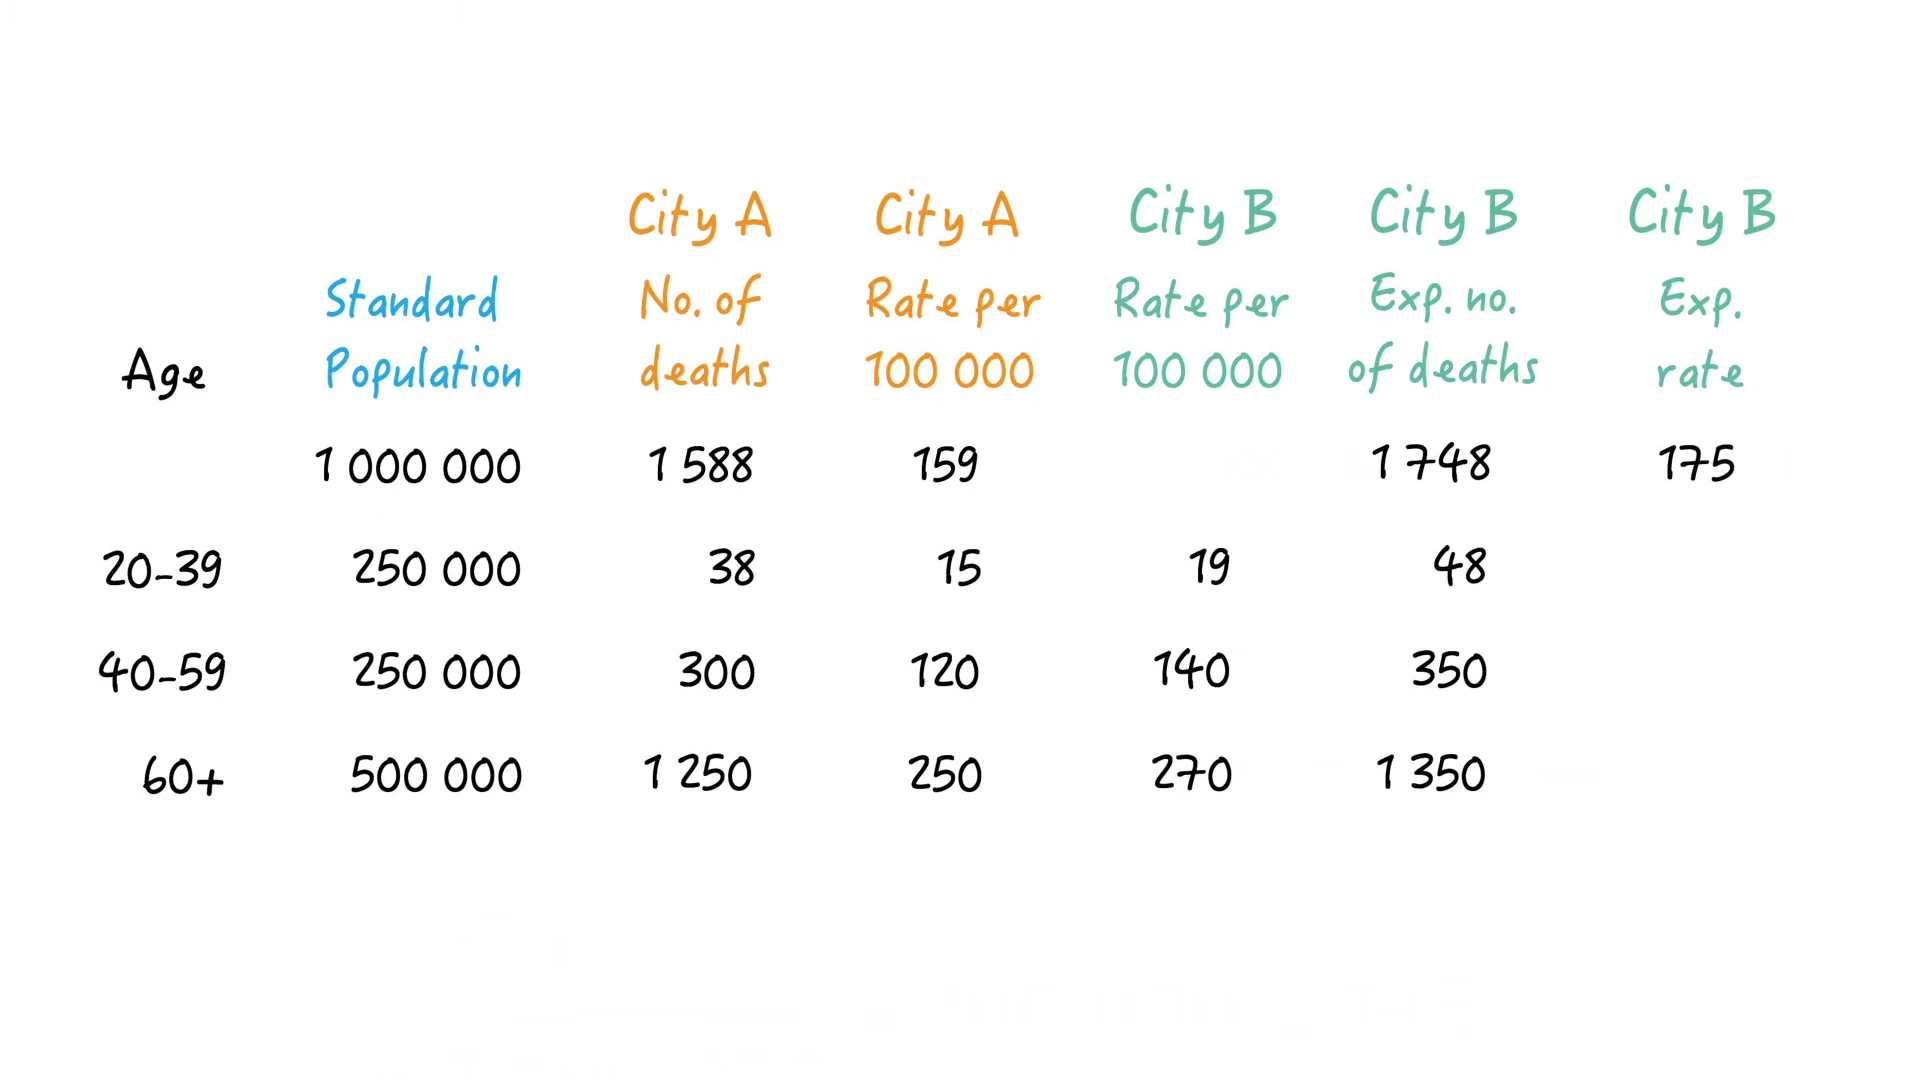 City A City A City B City B City B
Standard No. of Rate per Rate per Exp. no. Exp.
Age Population deaths 100 000 100 000 of deaths rate
1 000 000 1 588 159 1 748 175
20-39 250 000 38 15 19 48
40-59 250 000 300 120 140 350
60+ 500 000 1 250 250 270 1 350